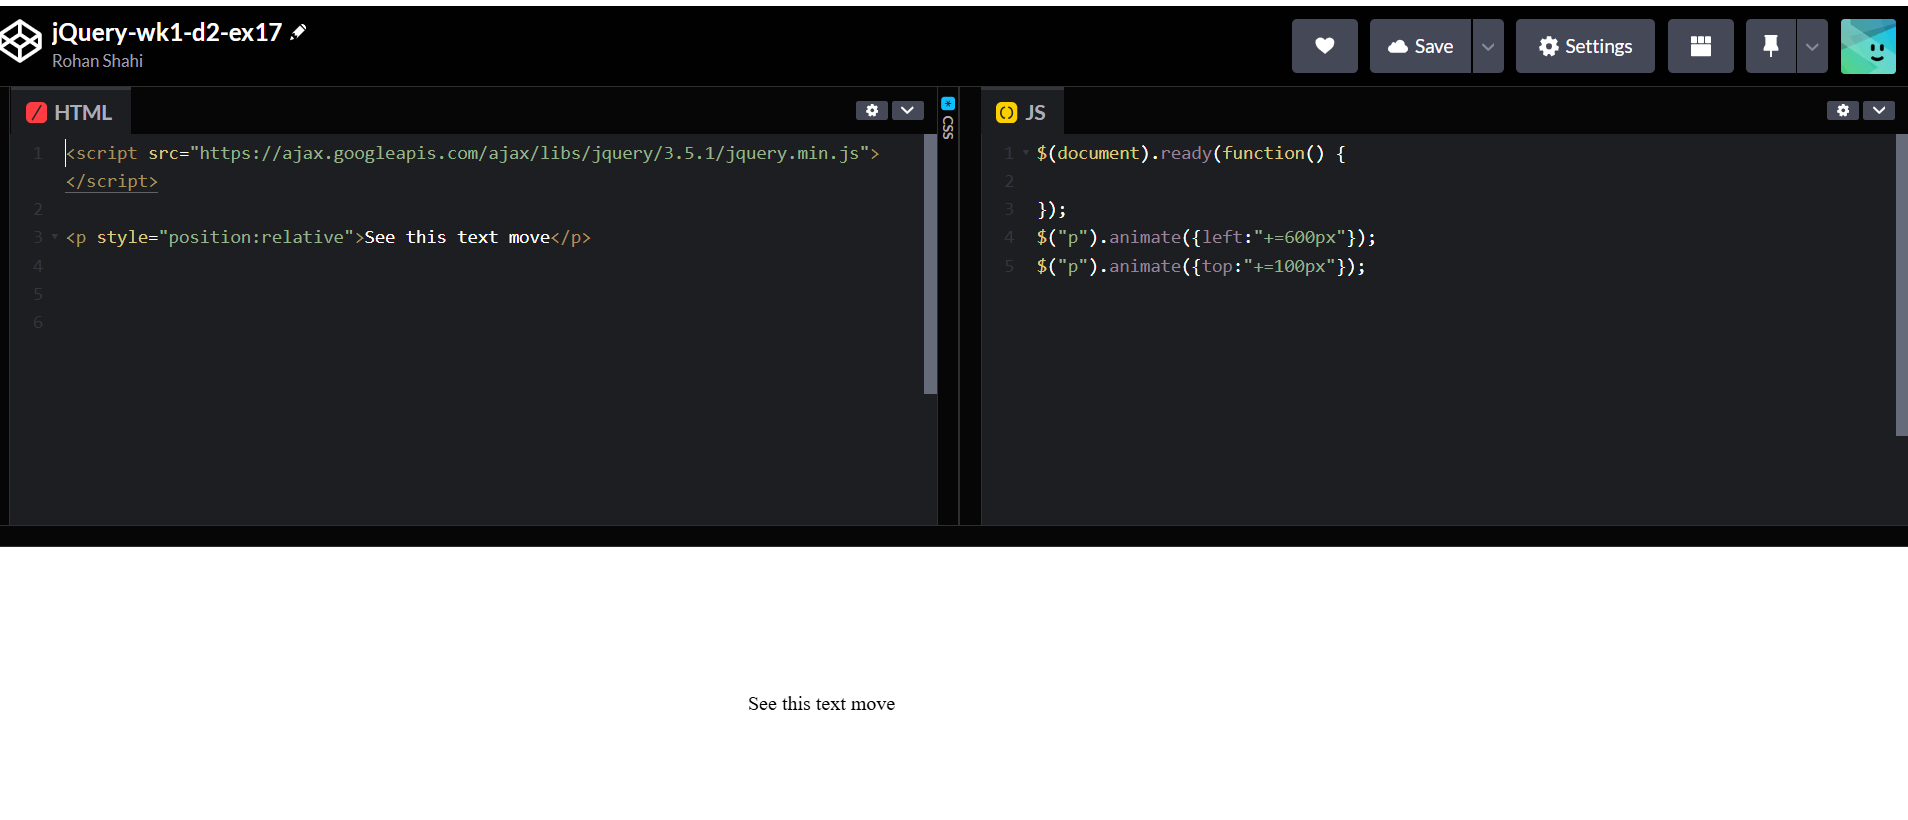 jQuery-wk1-d2-ex17
Rohan Shahi
Save
Settings
HTML
1 <script src="https://ajax.googleapis.com/ajax/libs/jquery/3.5.1/jquery.min.js">
</script>
2
3 <p style="position:relative">See this text move</p>
4
5
6
CSS
JS
1 $(document).ready(function() {
2
3 });
4 $("p").animate({left:"+=600px"});
5 $("p").animate({top:"+=100px"});
See this text move